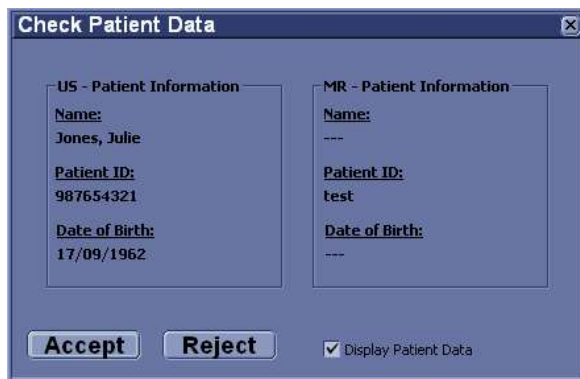 Check Patient Data
US - Patient Information
Name:
Jones, Julie
Patient ID:
987654321
Date of Birth:
17/09/1962
MR - Patient Information
Name:
---
Patient ID:
test
Date of Birth:
---
Accept
Reject
Display Patient Data